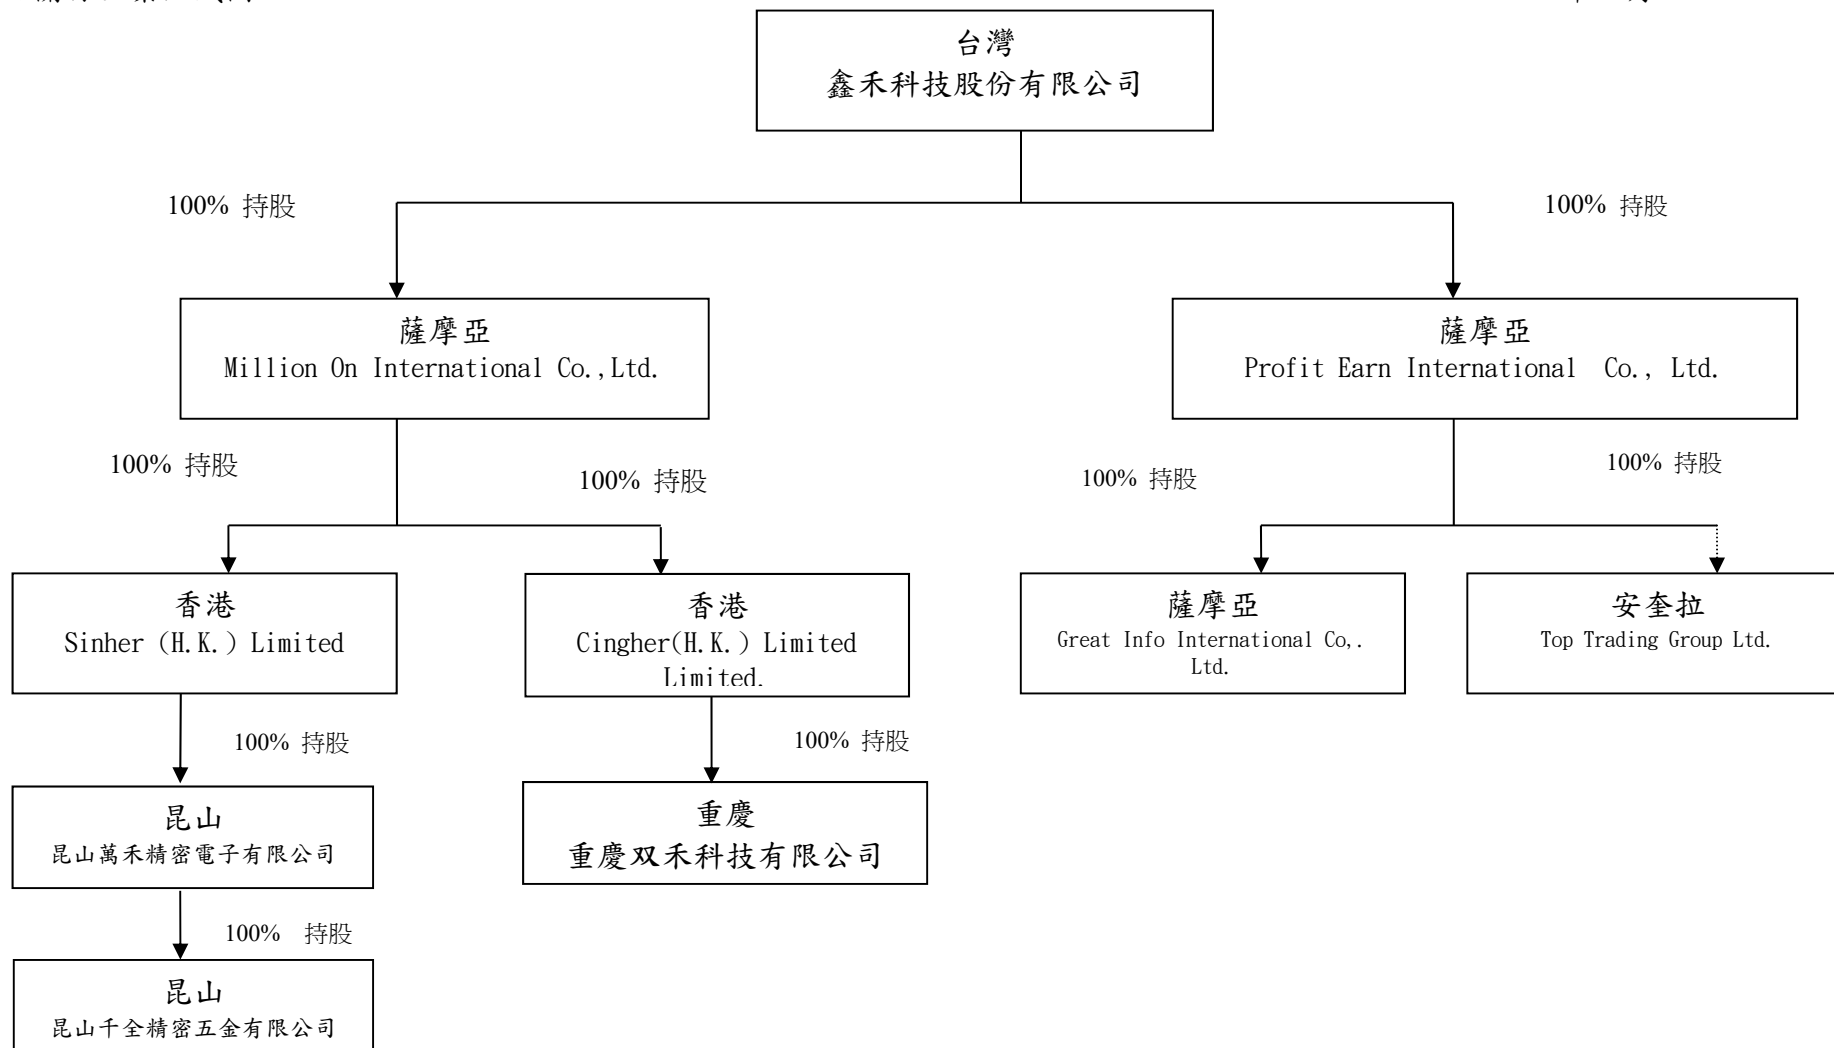 台灣
鑫禾科技股份有限公司
100% 持股
100% 持股
薩摩亞
Million On International Co.,Ltd.
薩摩亞
Profit Earn International Co., Ltd.
100% 持股
100% 持股
100% 持股
100% 持股
香港
Sinher (H.K.) Limited
香港
Cingher(H.K.) Limited
Limited.
薩摩亞
Great Info International Co,.
Ltd.
安奎拉
Top Trading Group Ltd.
100% 持股
100% 持股
昆山
昆山萬禾精密電子有限公司
重慶
重慶双禾科技有限公司
100% 持股
昆山
昆山千全精密五金有限公司